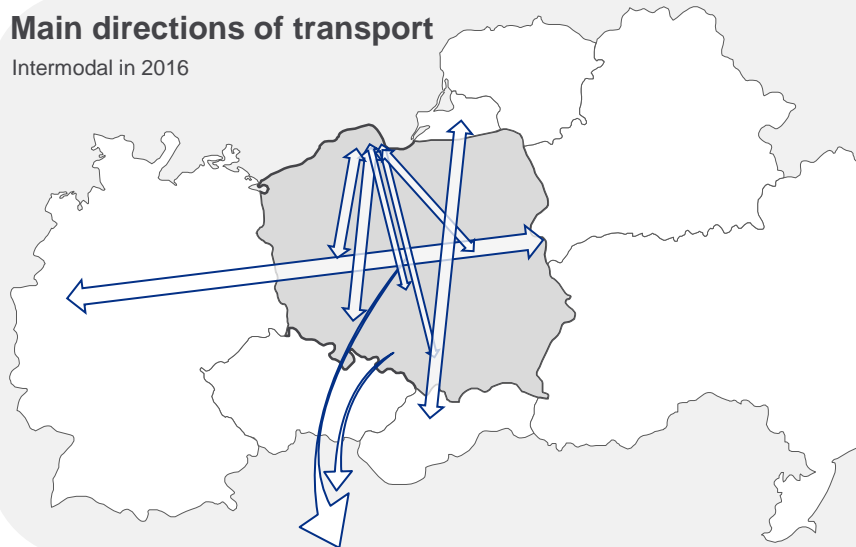 Main directions of transport
Intermodal in 2016